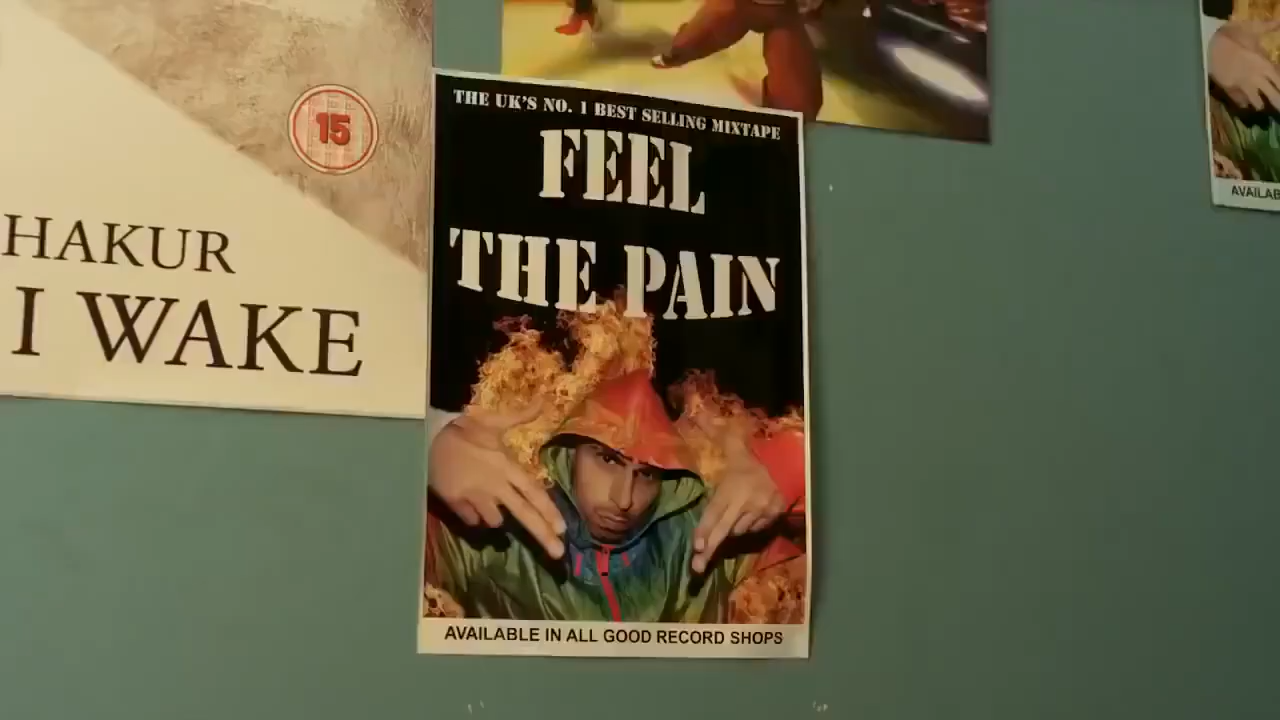 15
HAKUR
I WAKE
THE UK'S NO. 1 BEST SELLING MIXTAPE
FEEL
THE PAIN
AVAILABLE IN ALL GOOD RECORD SHOPS
AVAILAB